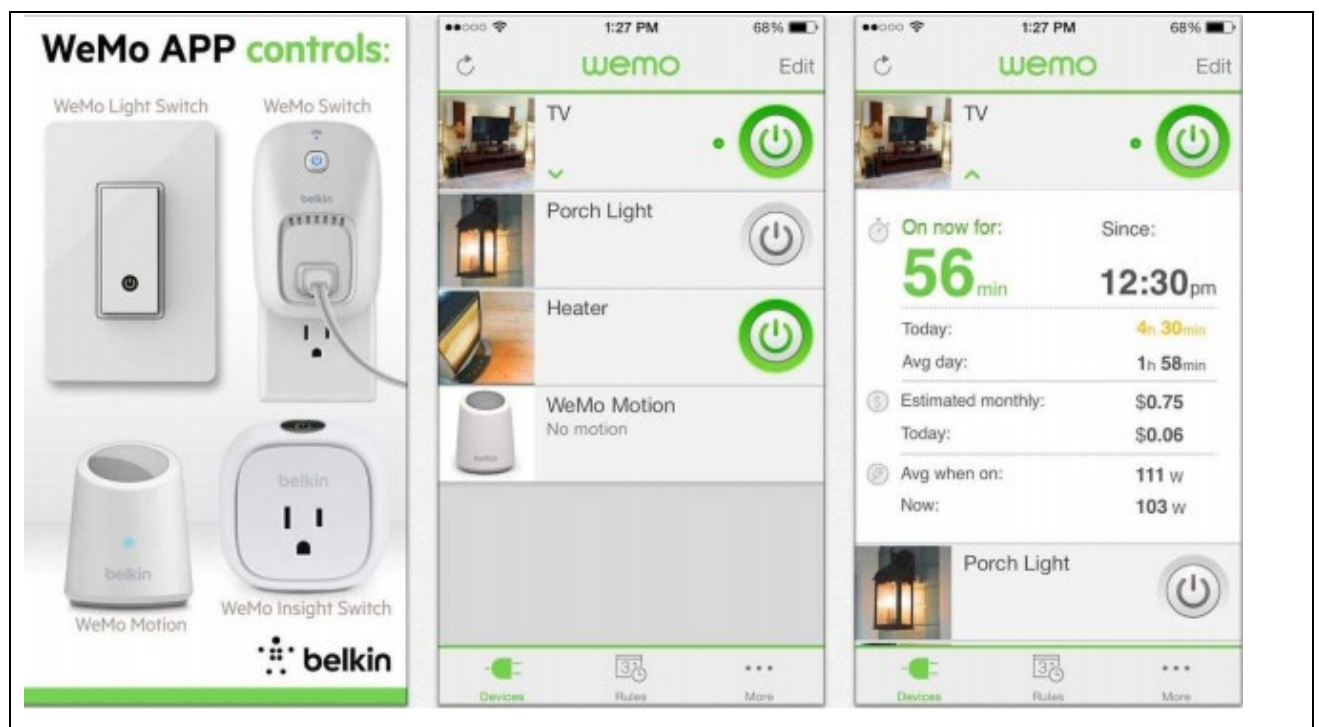 WeMo APP controls:
WeMo Light Switch
WeMo Switch
belkin
belkin
belkin
WeMo Insight Switch
WeMo Motion
belkin
1:27 PM
68%
wemo
Edit
TV
Porch Light
Heater
WeMo Motion
No motion
belkin
Devices
Rules
More
1:27 PM
68%
wemo
Edit
TV
On now for:
Since:
56 min
12:30pm
Today:
4h 30min
Avg day:
1h 58min
Estimated monthly:
$0.75
Today:
$0.06
Avg when on:
111 w
Now:
103 w
Porch Light
Devices
Rules
More